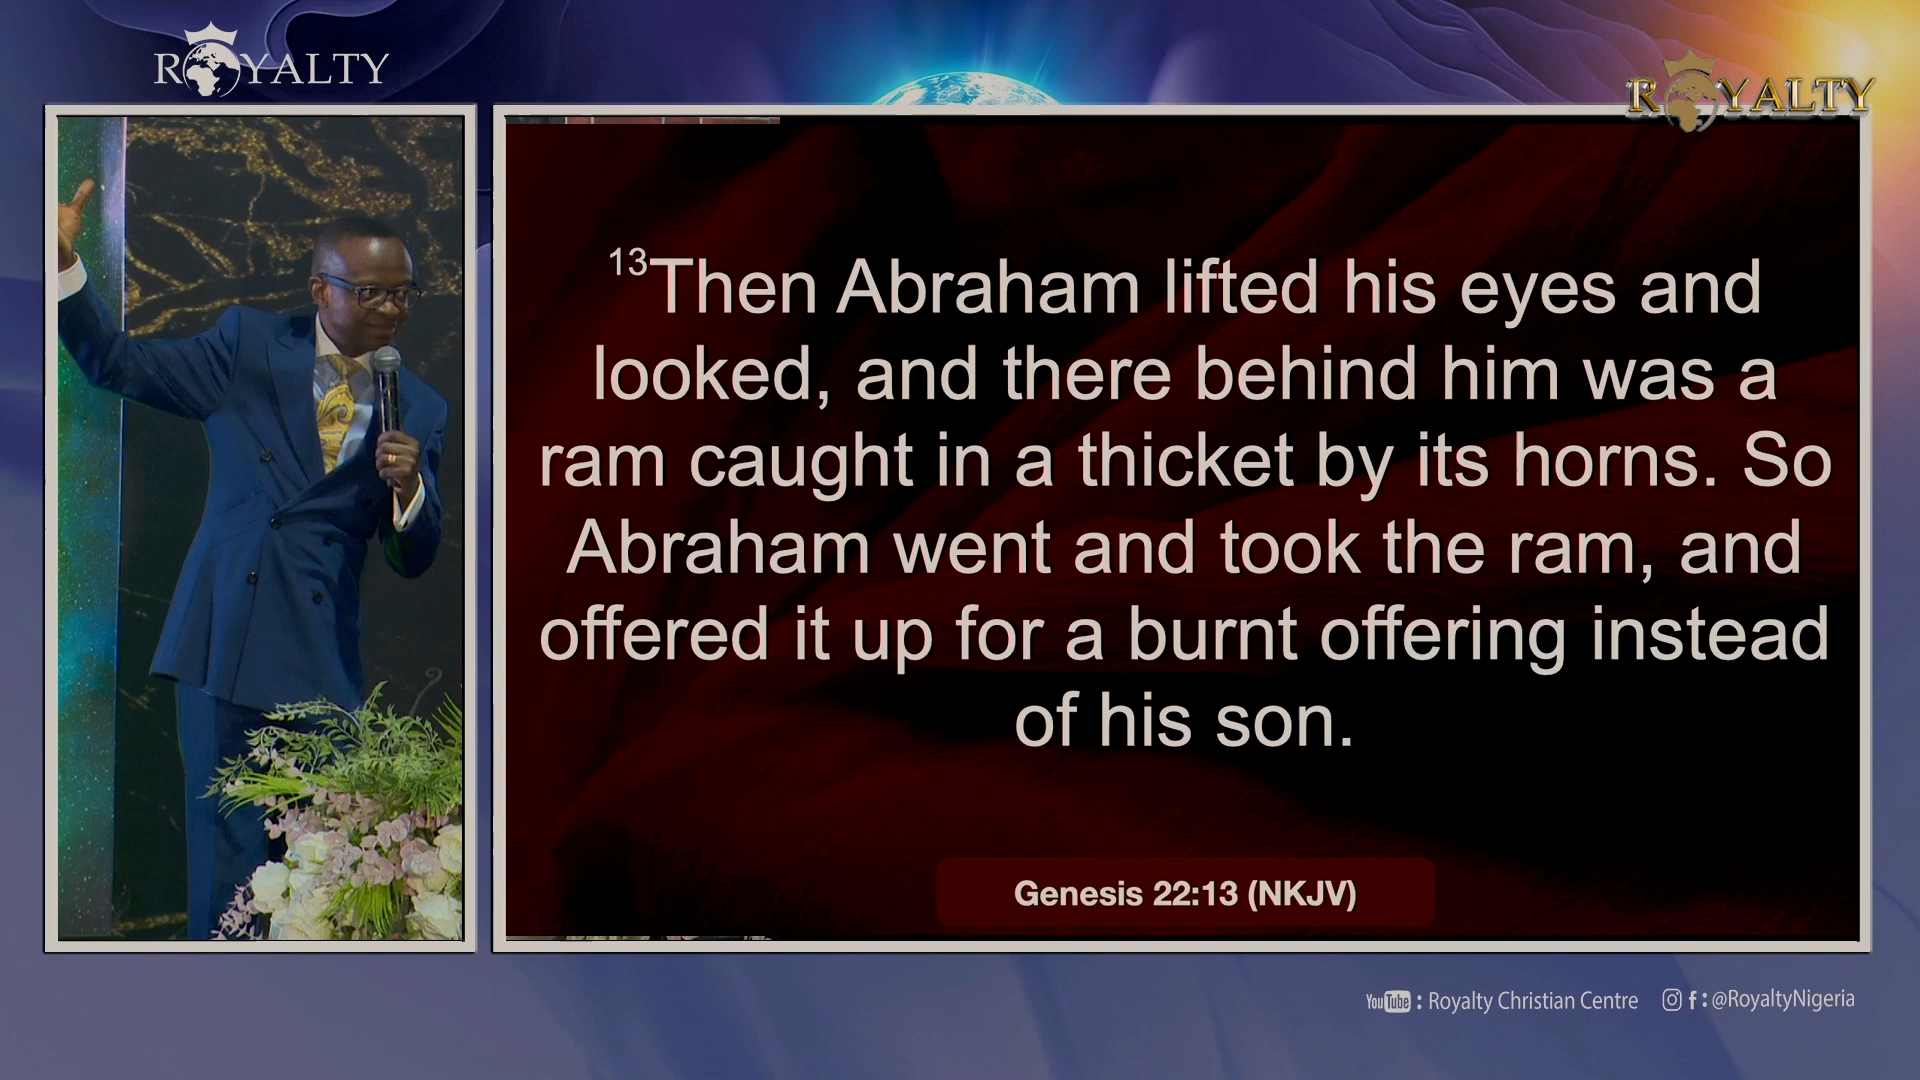 ROYALTY
ROYALTY
13Then Abraham lifted his eyes and
looked, and there behind him was a
ram caught in a thicket by its horns. So
Abraham went and took the ram, and
offered it up for a burnt offering instead
of his son.
Genesis 22:13 (NKJV)
YouTube : Royalty Christian Centre f : @RoyaltyNigeria